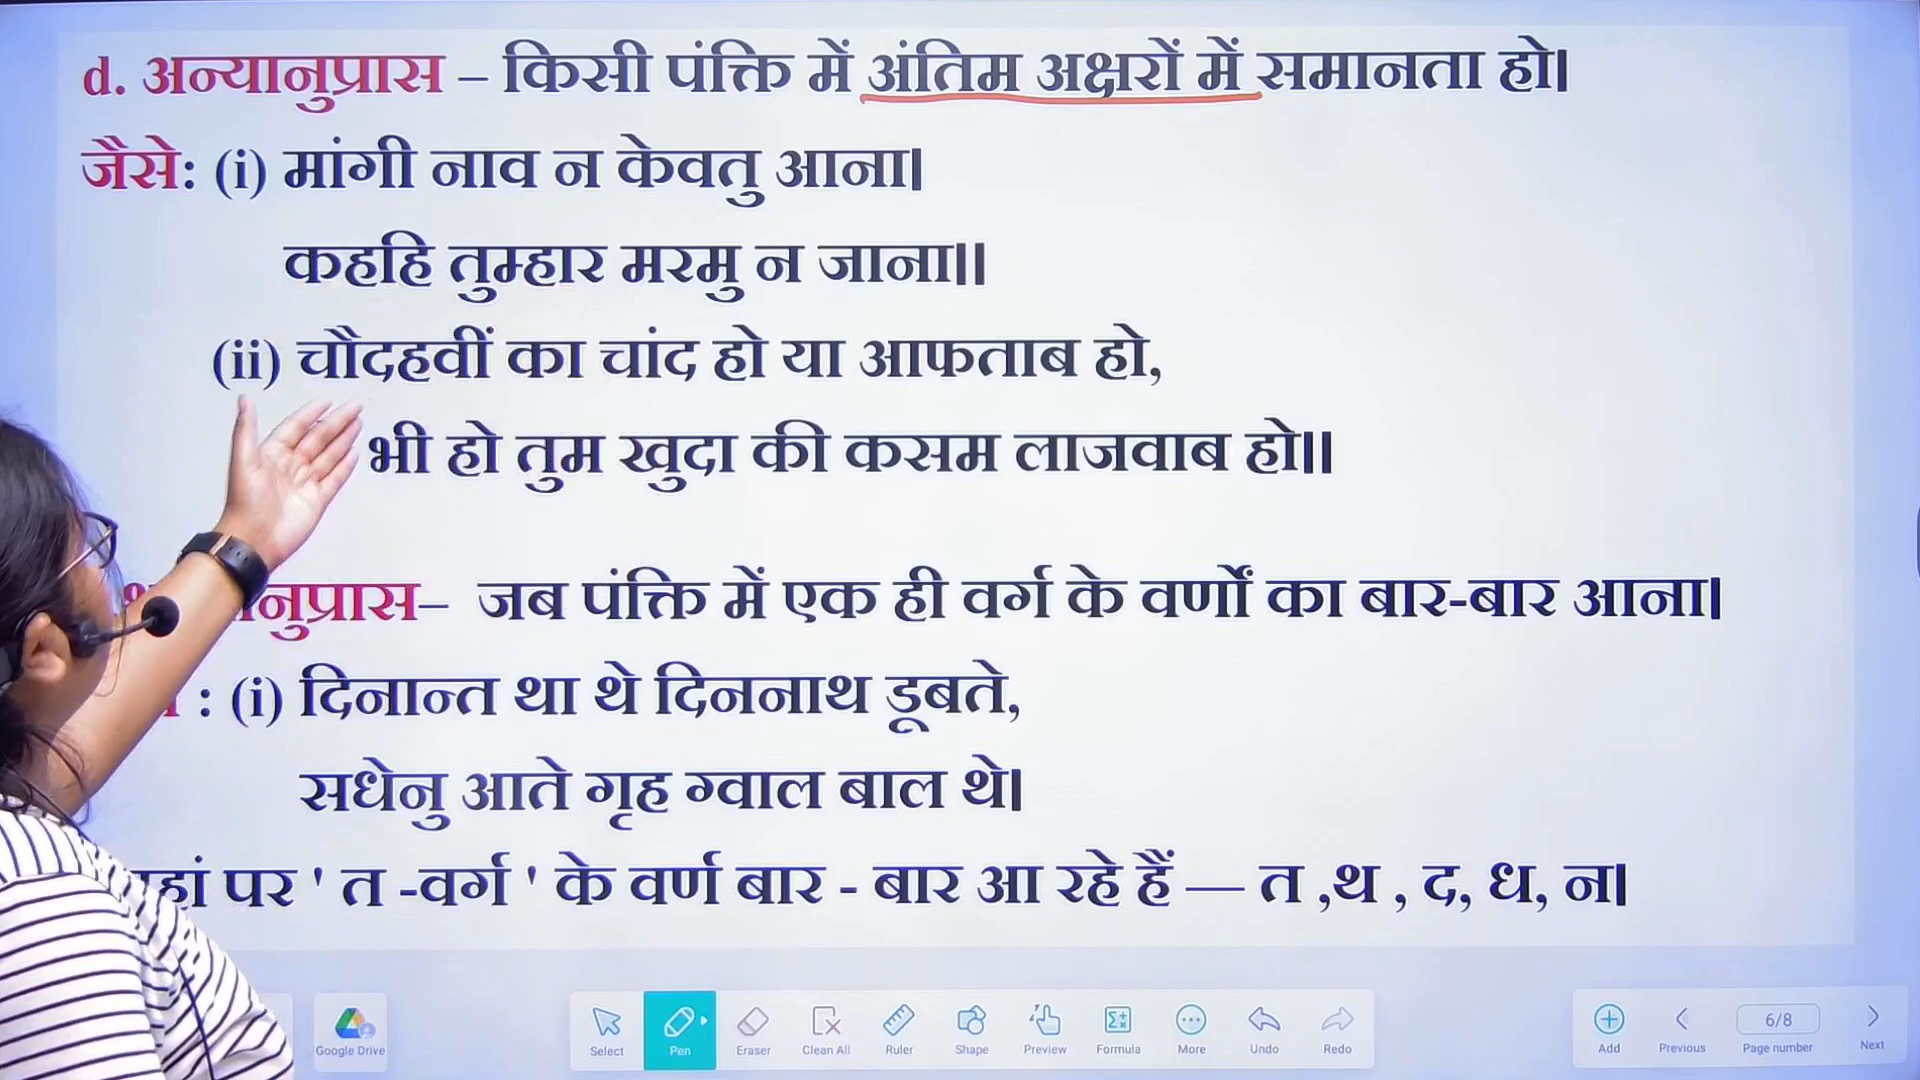 d. अन्यानुप्रास – किसी पंक्ति में अंतिम अक्षरों में समानता हो।
जैसे: (i) मांगी नाव न केवतु आना।
कहहि तुम्हार मरमु न जाना।।
(ii) चौदहवीं का चांद हो या आफताब हो,
भी हो तुम खुदा की कसम लाजवाब हो।।
नुप्रास– जब पंक्ति में एक ही वर्ग के वर्णों का बार-बार आना।
: (i) दिनान्त था थे दिननाथ डूबते,
सधेनु आते गृह ग्वाल बाल थे।
पर ' त -वर्ग ' के वर्ण बार - बार आ रहे हैं — त ,थ , द, ध, न।
Google Drive
Select Pen Eraser Clean All Ruler Shape Preview Formula More Undo Redo
Add Previous 6/8 Page number Next